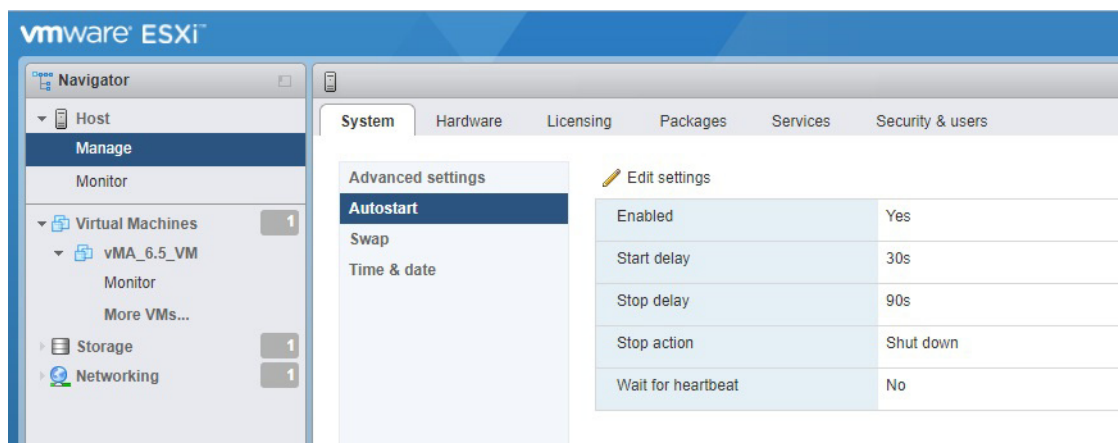 vmware ESXi™
Navigator
Host
Manage
Monitor
Virtual Machines 1
vMA_6.5_VM
Monitor
More VMs...
Storage 1
Networking 1
System Hardware Licensing Packages Services Security & users
Advanced settings
Autostart
Swap
Time & date
Edit settings
Enabled Yes
Start delay 30s
Stop delay 90s
Stop action Shut down
Wait for heartbeat No